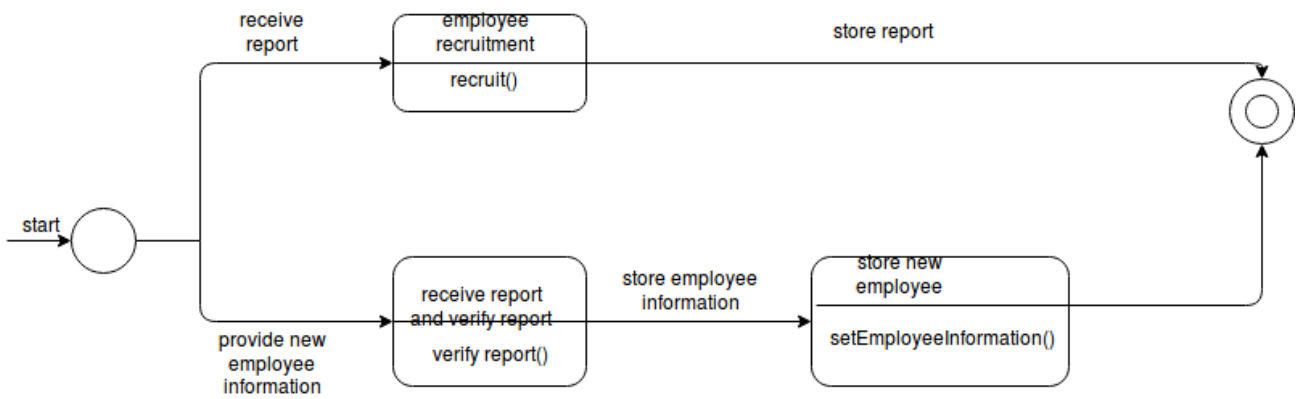 receive
report
employee
recruitment
recruit()
store report
start
provide new
employee
information
receive report
and verify report
verify report()
store employee
information
store new
employee
setEmployeeInformation()